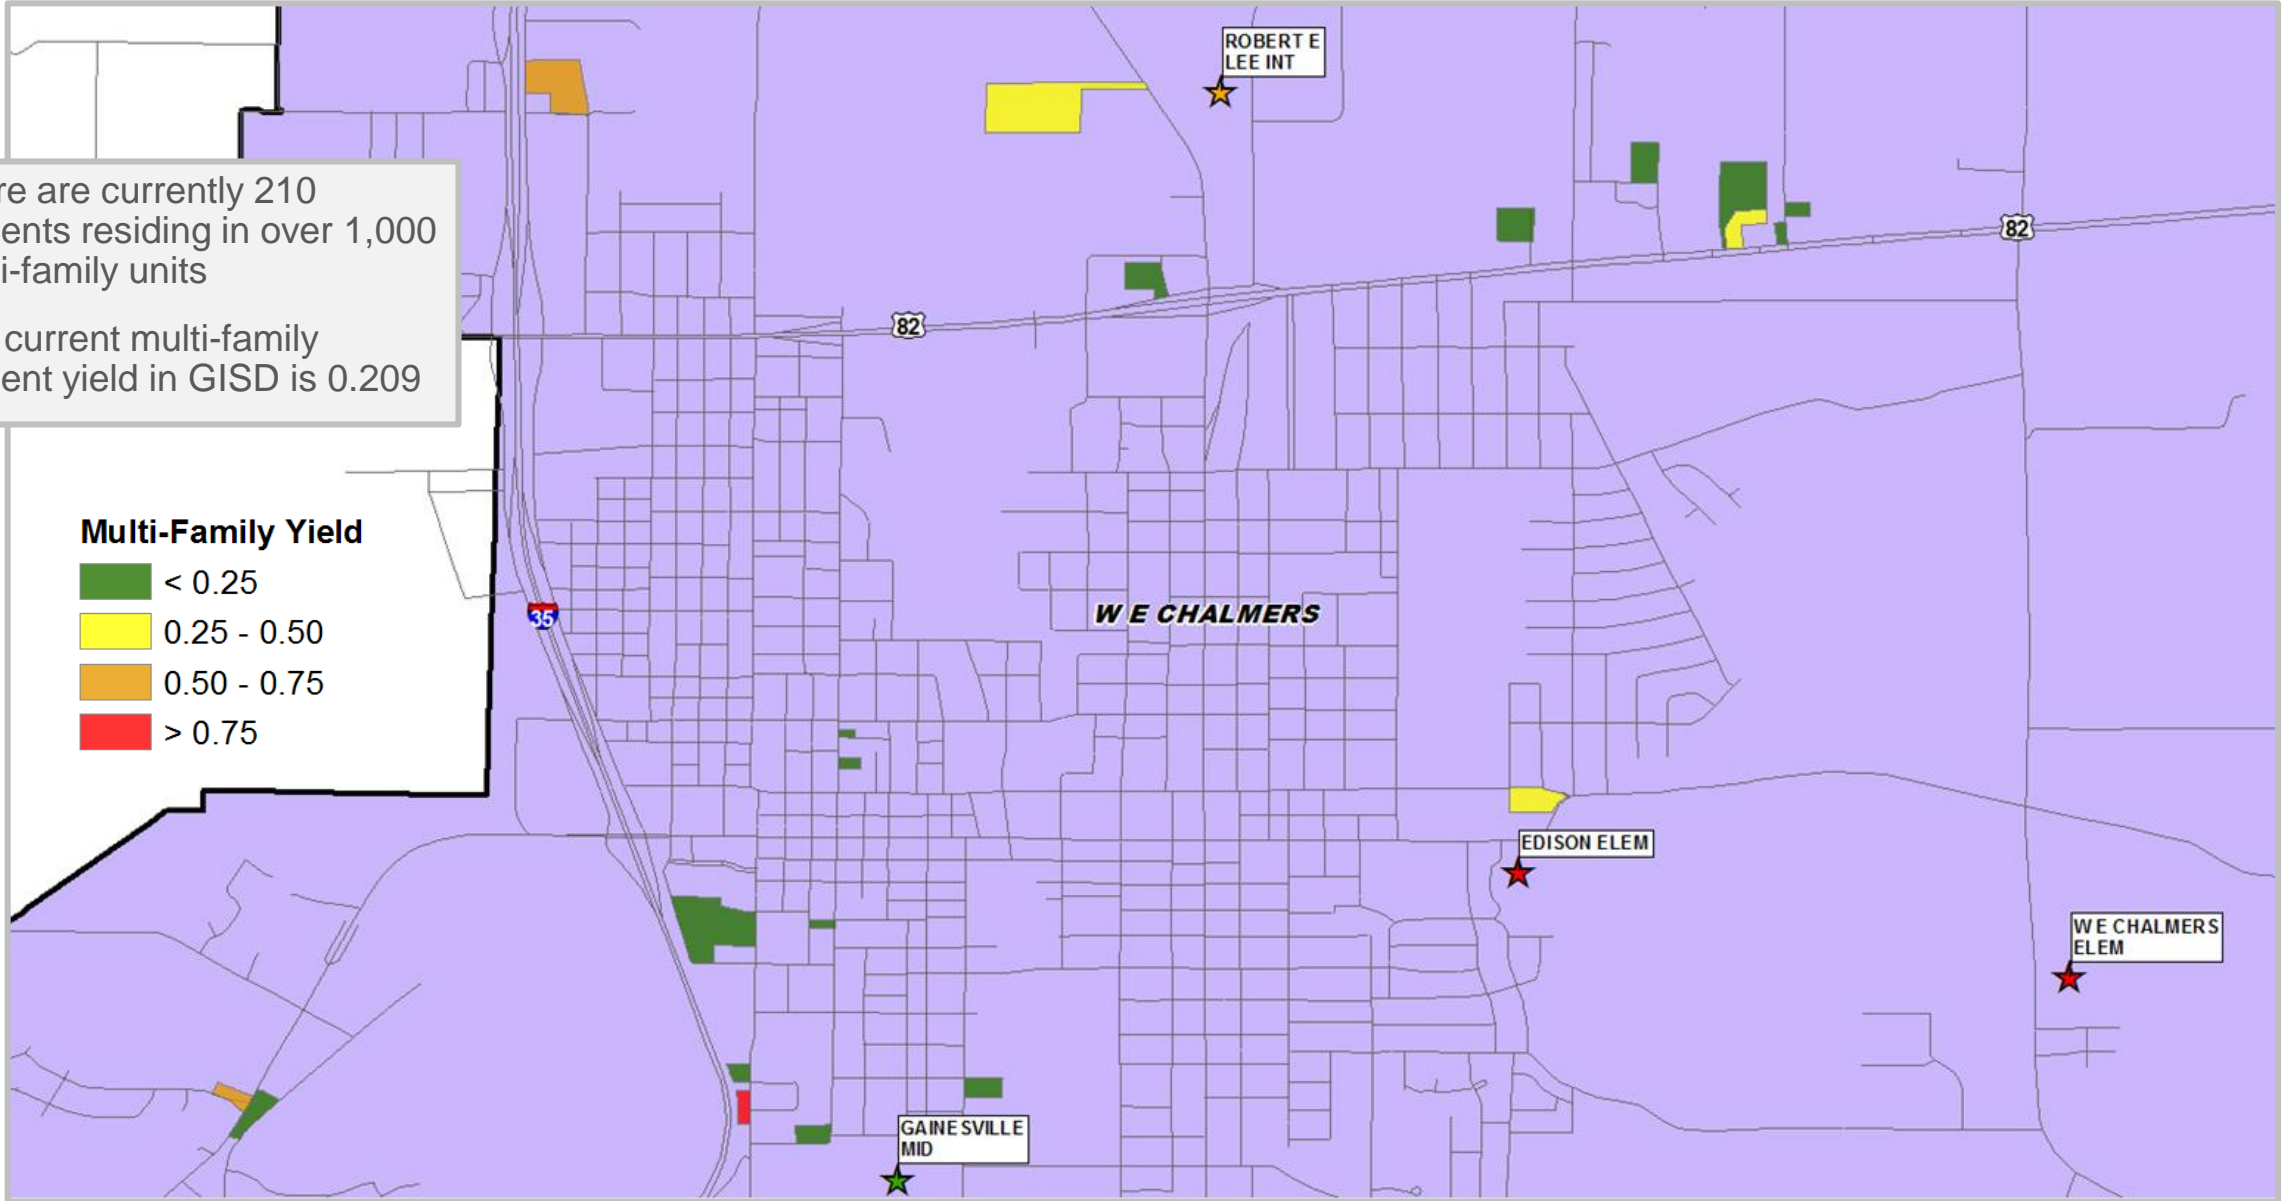 ROBERT E
LEE INT
re are currently 210
ents residing in over 1,000
i-family units
current multi-family
ent yield in GISD is 0.209
82
82
Multi-Family Yield
< 0.25
0.25 - 0.50
0.50 - 0.75
> 0.75
35
W E CHALMERS
EDISON ELEM
W E CHALMERS
ELEM
GAINESVILLE
MID